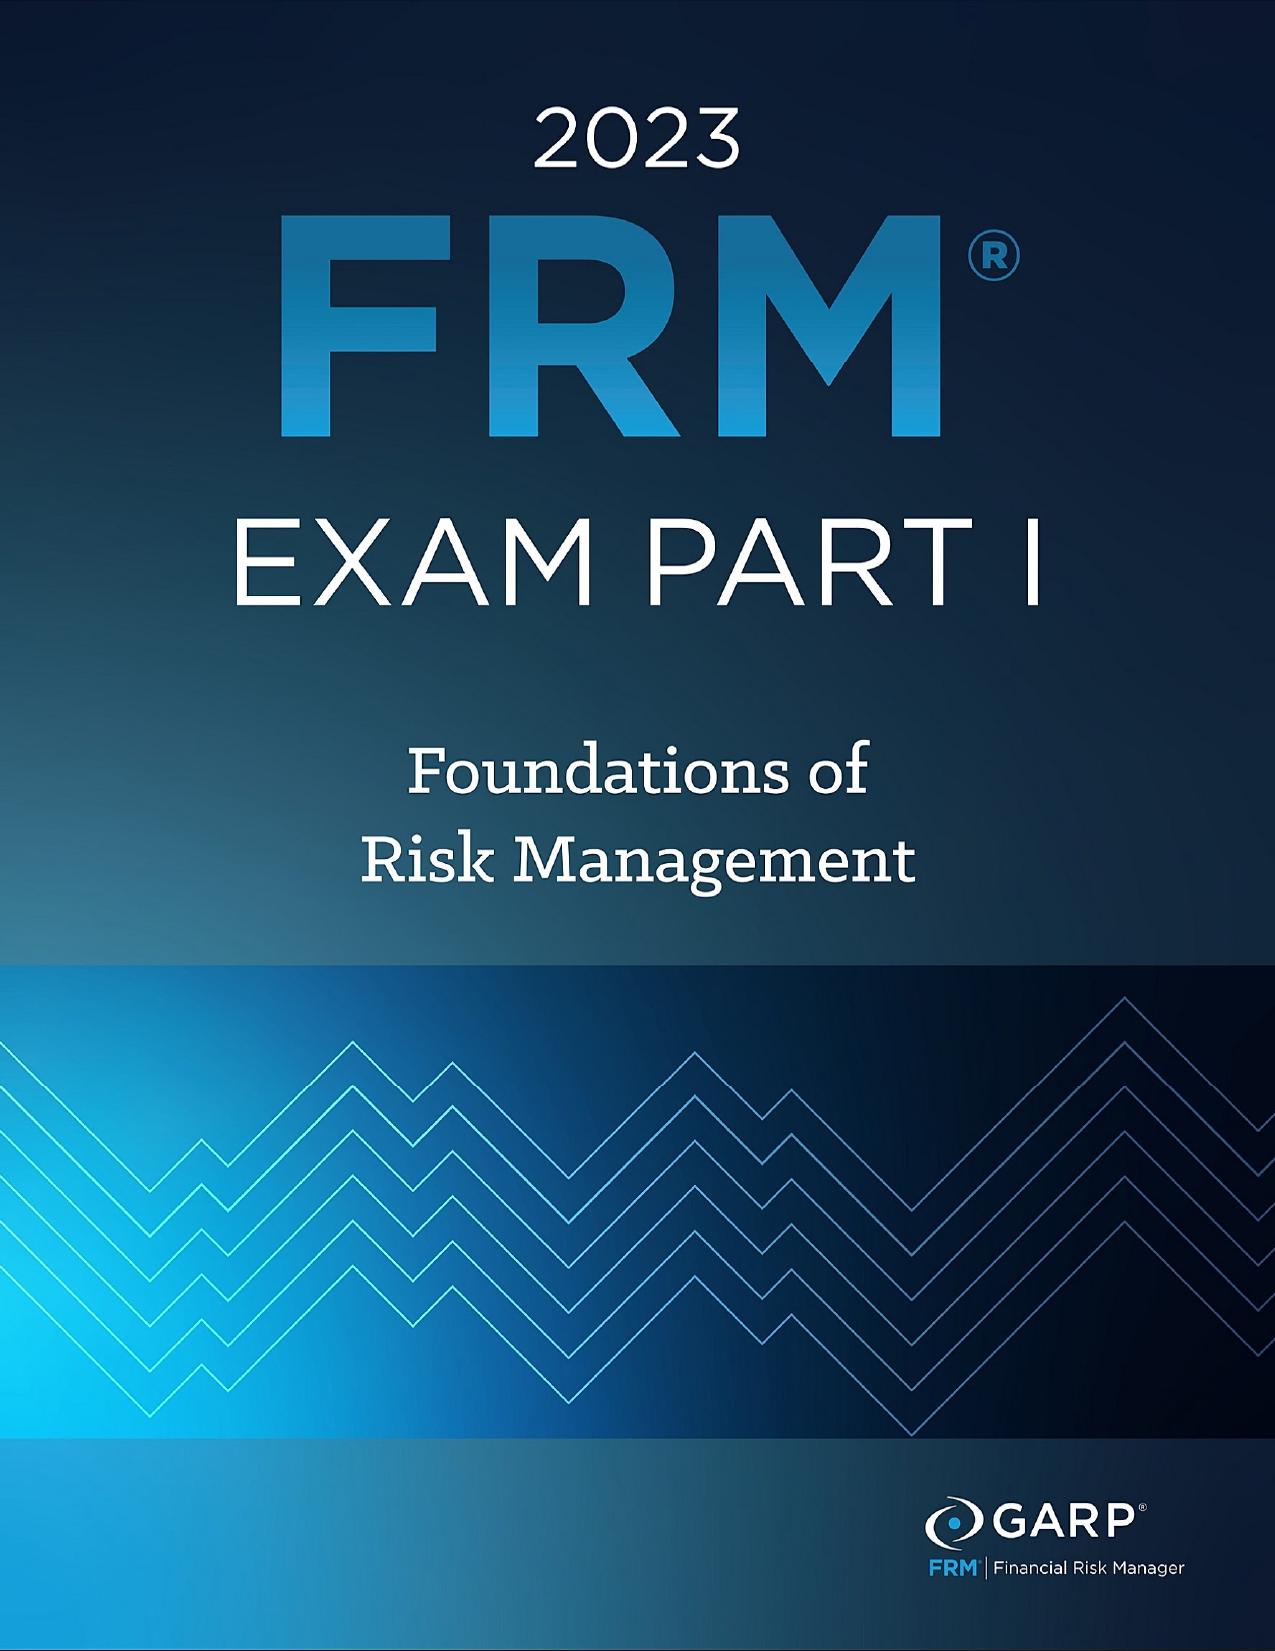 2023
FRM®
EXAM PART I
Foundations of
Risk Management
GARP®
FRM® | Financial Risk Manager